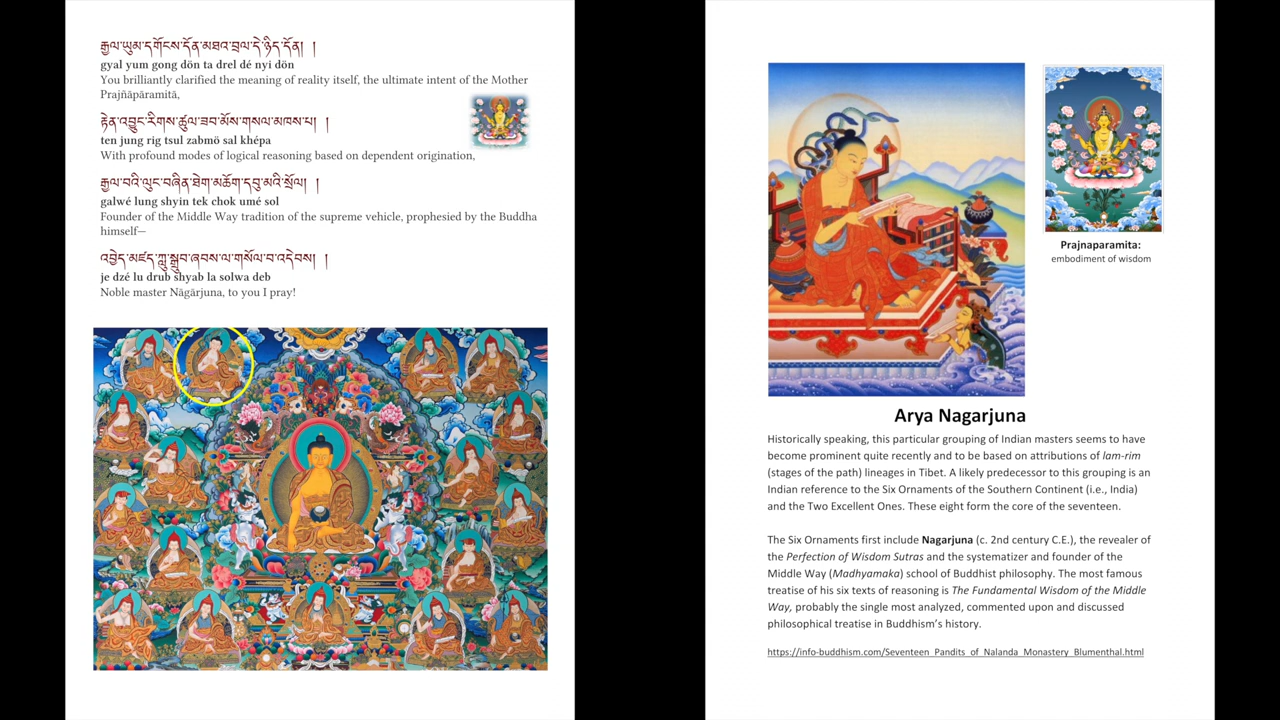 རྒྱལ་ཡུམ་དགོངས་དོན་མཐའ་བྲལ་དེ་ཉིད་དོན། །
gyal yum gong dön ta drel dé nyi dön
You brilliantly clarified the meaning of reality itself, the ultimate intent of the Mother
Prajñāpāramitā,
རྟེན་འབྱུང་རིགས་ཚུལ་ཟབ་མོས་གསལ་མཁས་པ། །
ten jung rig tsul zabmö sal khépa
With profound modes of logical reasoning based on dependent origination,
རྒྱལ་བའི་ལུང་བཞིན་ཐེག་མཆོག་དབུ་མའི་སྲོལ། །
galwé lung shyin tek chok umé sol
Founder of the Middle Way tradition of the supreme vehicle, prophesied by the Buddha
himself—
འབྱེད་མཛད་ཀླུ་སྒྲུབ་ཞབས་ལ་གསོལ་བ་འདེབས། །
je dzé lu drub shyab la solwa deb
Noble master Nāgārjuna, to you I pray!
Prajnaparamita:
embodiment of wisdom
Arya Nagarjuna
Historically speaking, this particular grouping of Indian masters seems to have
become prominent quite recently and to be based on attributions of lam-rim
(stages of the path) lineages in Tibet. A likely predecessor to this grouping is an
Indian reference to the Six Ornaments of the Southern Continent (i.e., India)
and the Two Excellent Ones. These eight form the core of the seventeen.
The Six Ornaments first include Nagarjuna (c. 2nd century C.E.), the revealer of
the Perfection of Wisdom Sutras and the systematizer and founder of the
Middle Way (Madhyamaka) school of Buddhist philosophy. The most famous
treatise of his six texts of reasoning is The Fundamental Wisdom of the Middle
Way, probably the single most analyzed, commented upon and discussed
philosophical treatise in Buddhism’s history.
https://info-buddhism.com/Seventeen_Pandits_of_Nalanda_Monastery_Blumenthal.html